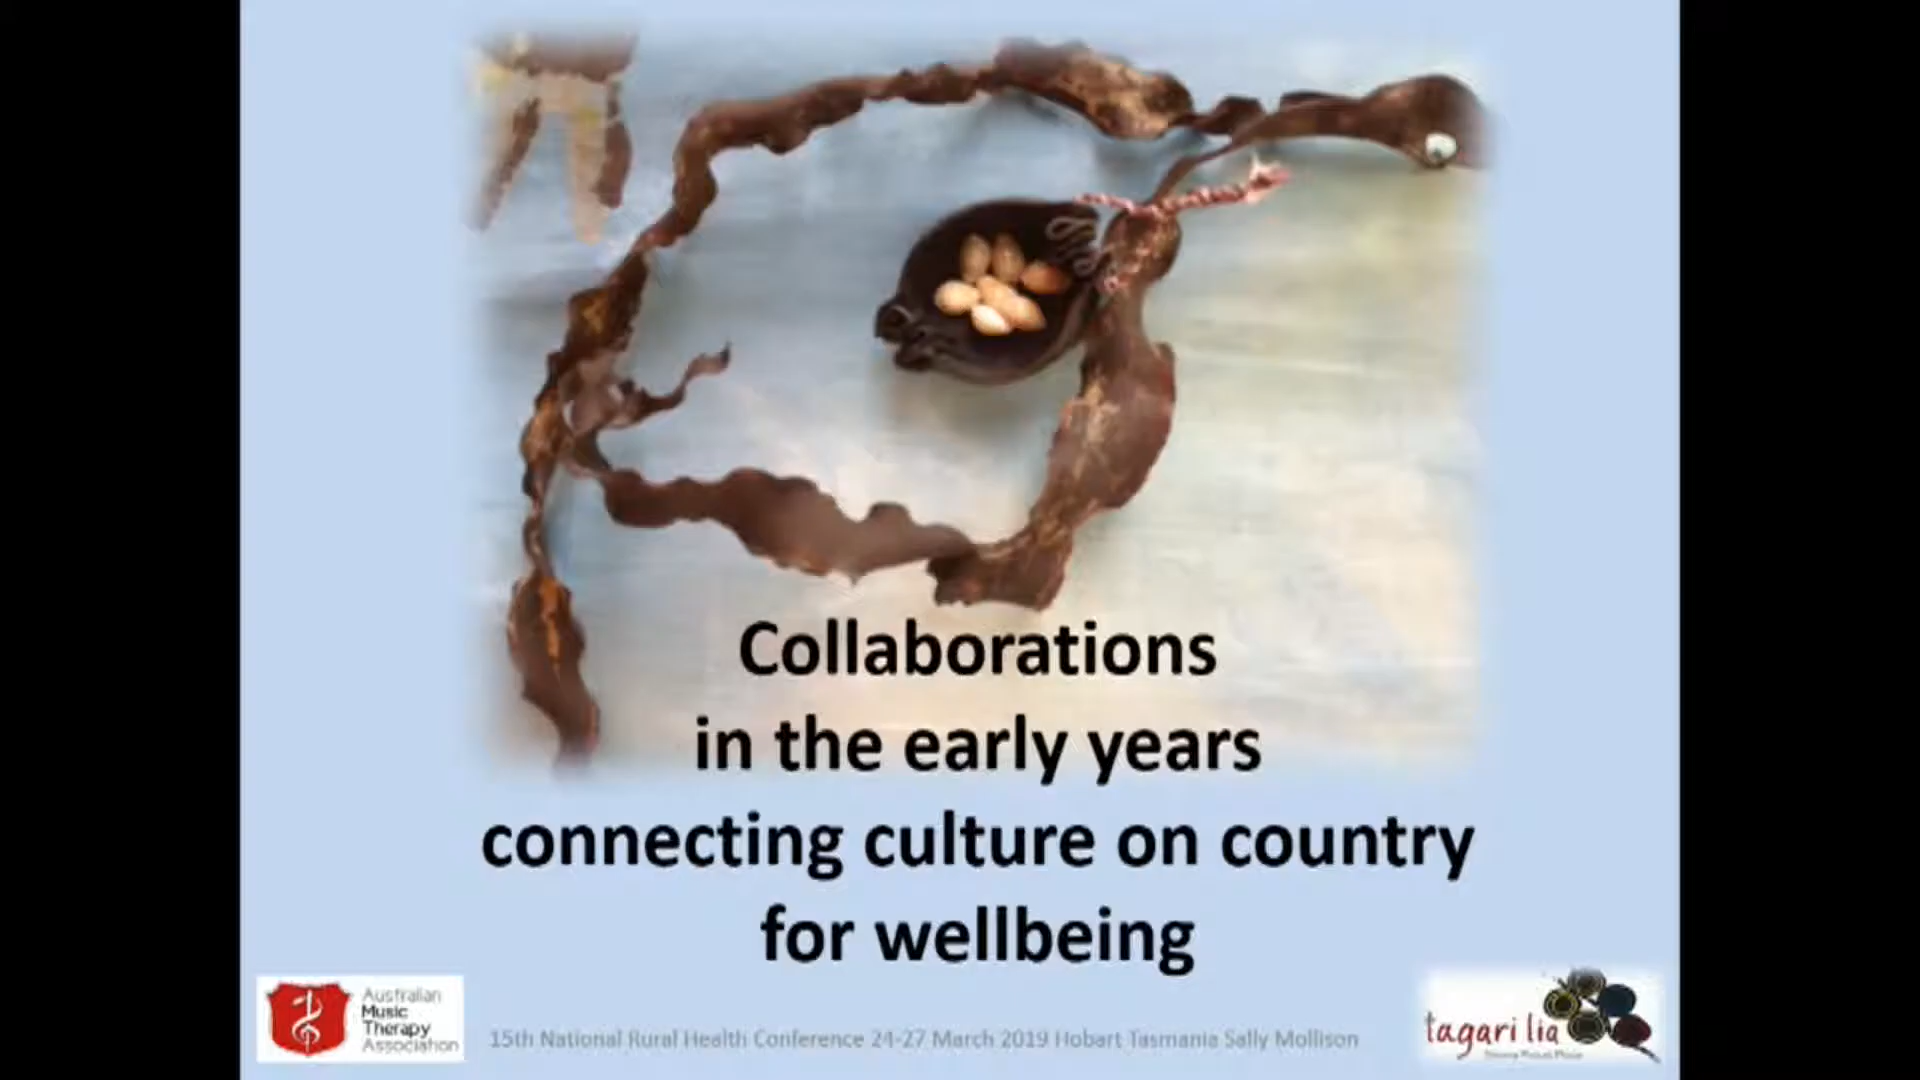 Collaborations
in the early years
connecting culture on country
for wellbeing
Australian
Music
Therapy
Association
15th National Rural Health Conference 24-27 March 2019 Hobart Tasmania Sally Mollison
tagari lia